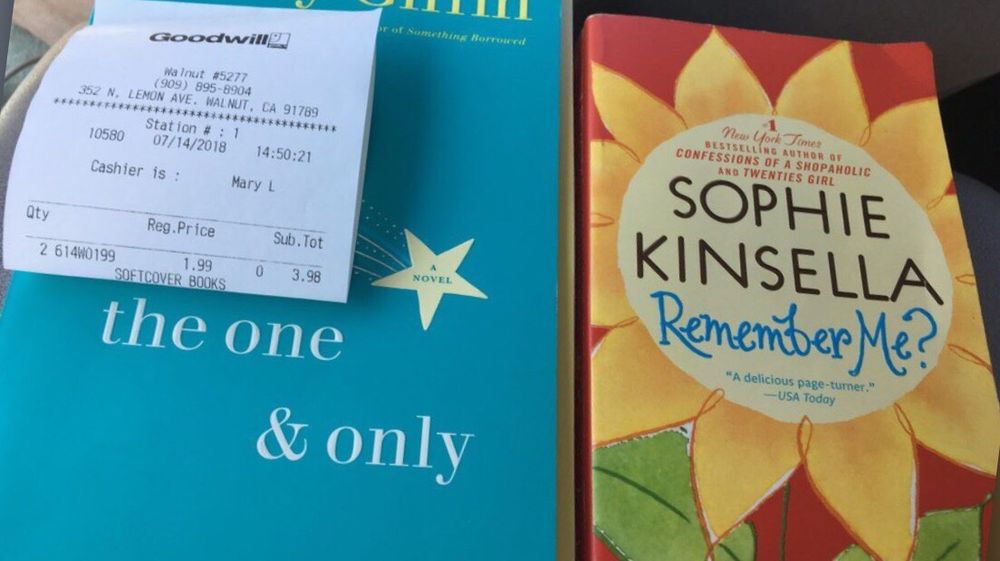 Goodwill
Walnut #5277
(909) 895-8904
352 N. LEMON AVE. WALNUT, CA 91789
************************************
Station # : 1
10580 07/14/2018 14:50:21
Cashier is : Mary L
Qty Reg.Price Sub.Tot
2 614W0199 1.99 0 3.98
SOFTCOVER BOOKS
of Something Borrowed
A
NOVEL
the one
& only
#1
New York Times
BESTSELLING AUTHOR OF
CONFESSIONS OF A SHOPAHOLIC
AND TWENTIES GIRL
SOPHIE
KINSELLA
Remember Me?
"A delicious page-turner."
—USA Today